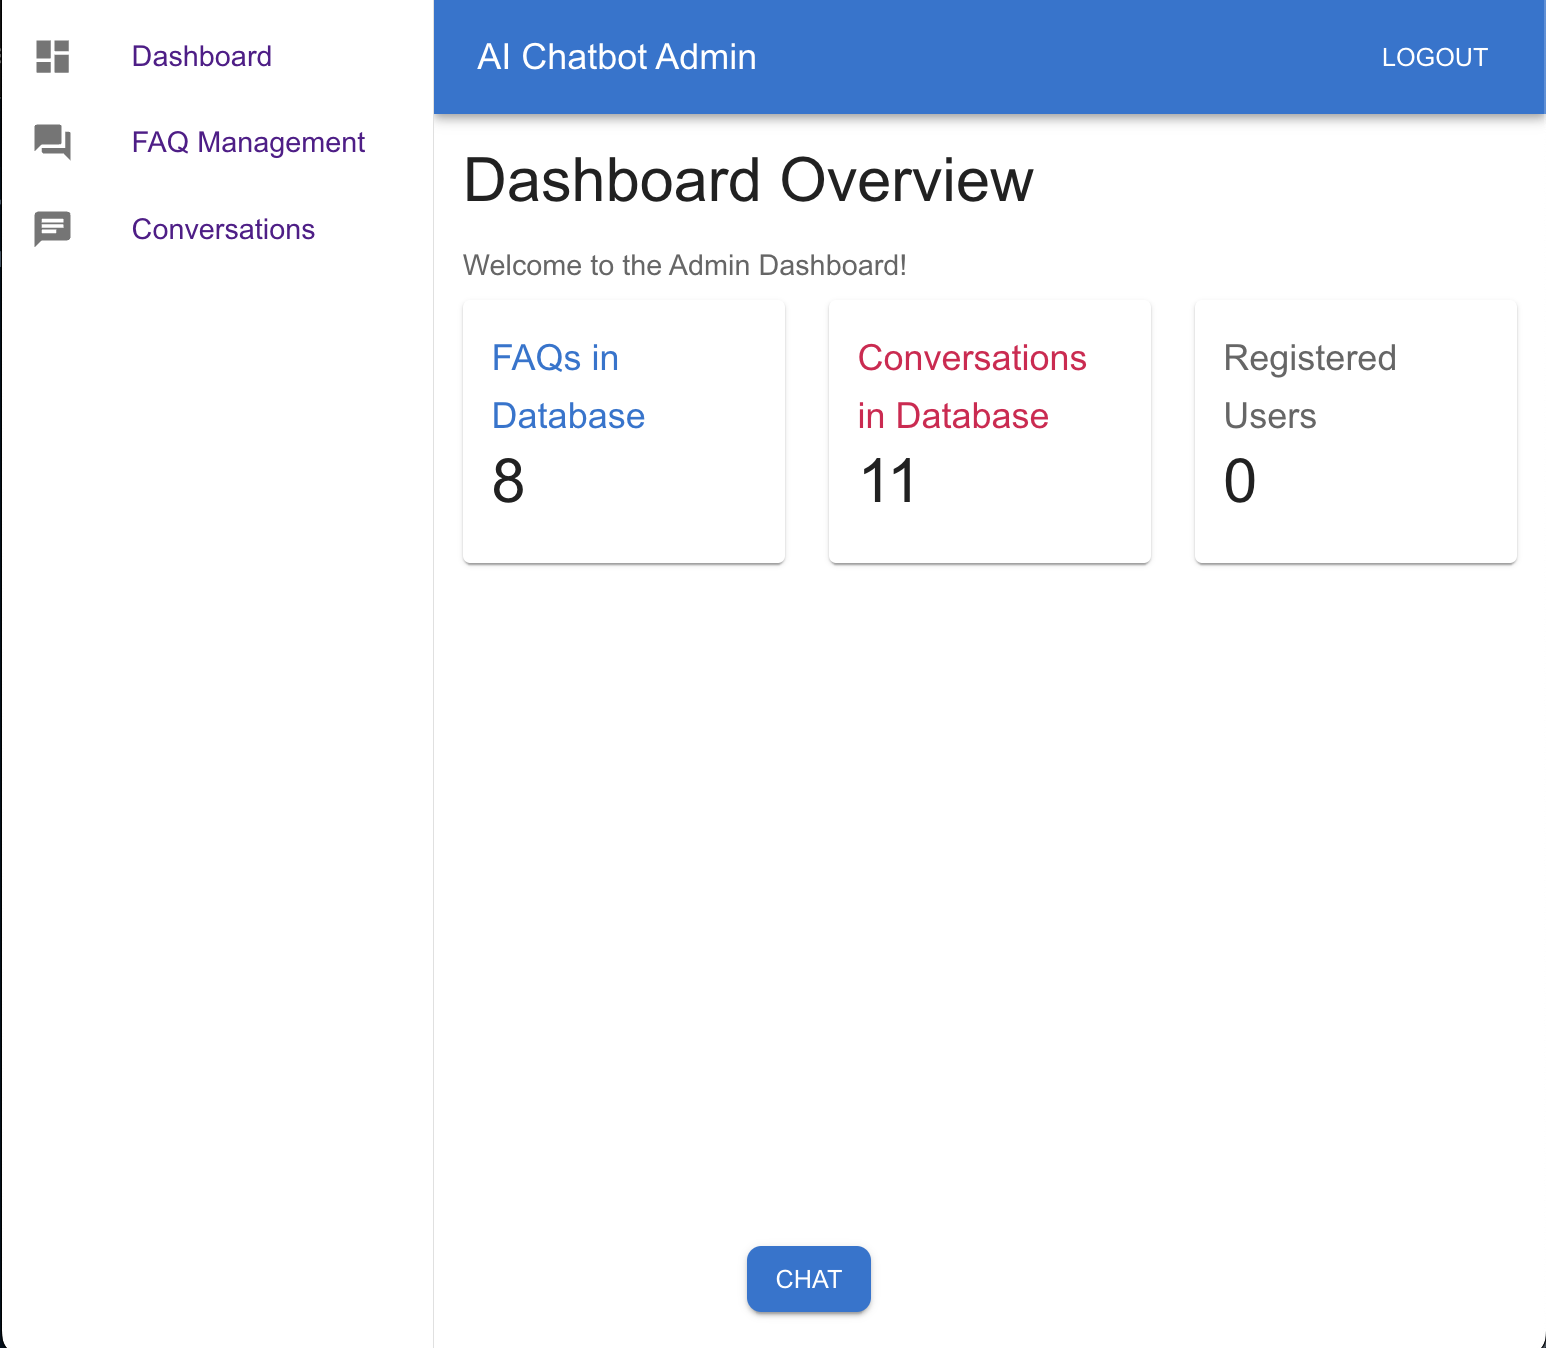 Dashboard
FAQ Management
Conversations
AI Chatbot Admin
LOGOUT
Dashboard Overview
Welcome to the Admin Dashboard!
FAQs in
Database
8
Conversations
in Database
11
Registered
Users
0
CHAT